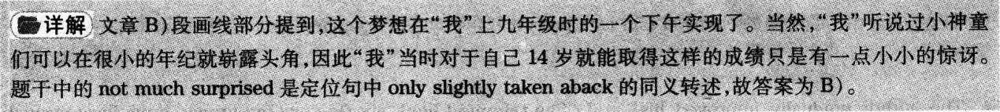 详解 文章 B)段画线部分提到,这个梦想在“我”上九年级时的一个下午实现了。当然,“我”听说过小神童
们可以在很小的年纪就崭露头角,因此“我”当时对于自己 14 岁就能取得这样的成绩只是有一点小小的惊讶。
题干中的 not much surprised 是定位句中 only slightly taken aback 的同义转述,故答案为 B)。